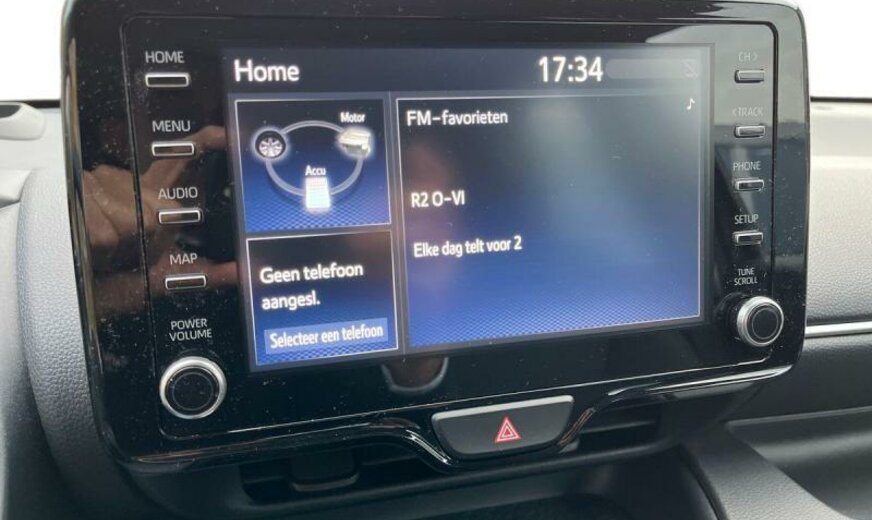 HOME
MENU
AUDIO
MAP
POWER
VOLUME
Home
17:34
Motor
Accu
Geen telefoon
aangesl.
Selecteer een telefoon
FM-favorieten
R2 O-VI
Elke dag telt voor 2
CH >
< TRACK
PHONE
SETUP
TUNE
SCROLL